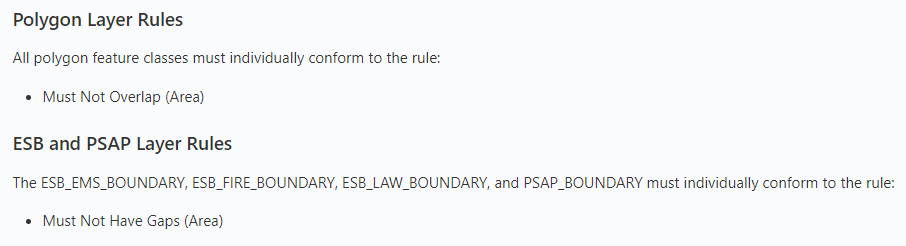 Polygon Layer Rules
All polygon feature classes must individually conform to the rule:
• Must Not Overlap (Area)
ESB and PSAP Layer Rules
The ESB_EMS_BOUNDARY, ESB_FIRE_BOUNDARY, ESB_LAW_BOUNDARY, and PSAP_BOUNDARY must individually conform to the rule:
• Must Not Have Gaps (Area)